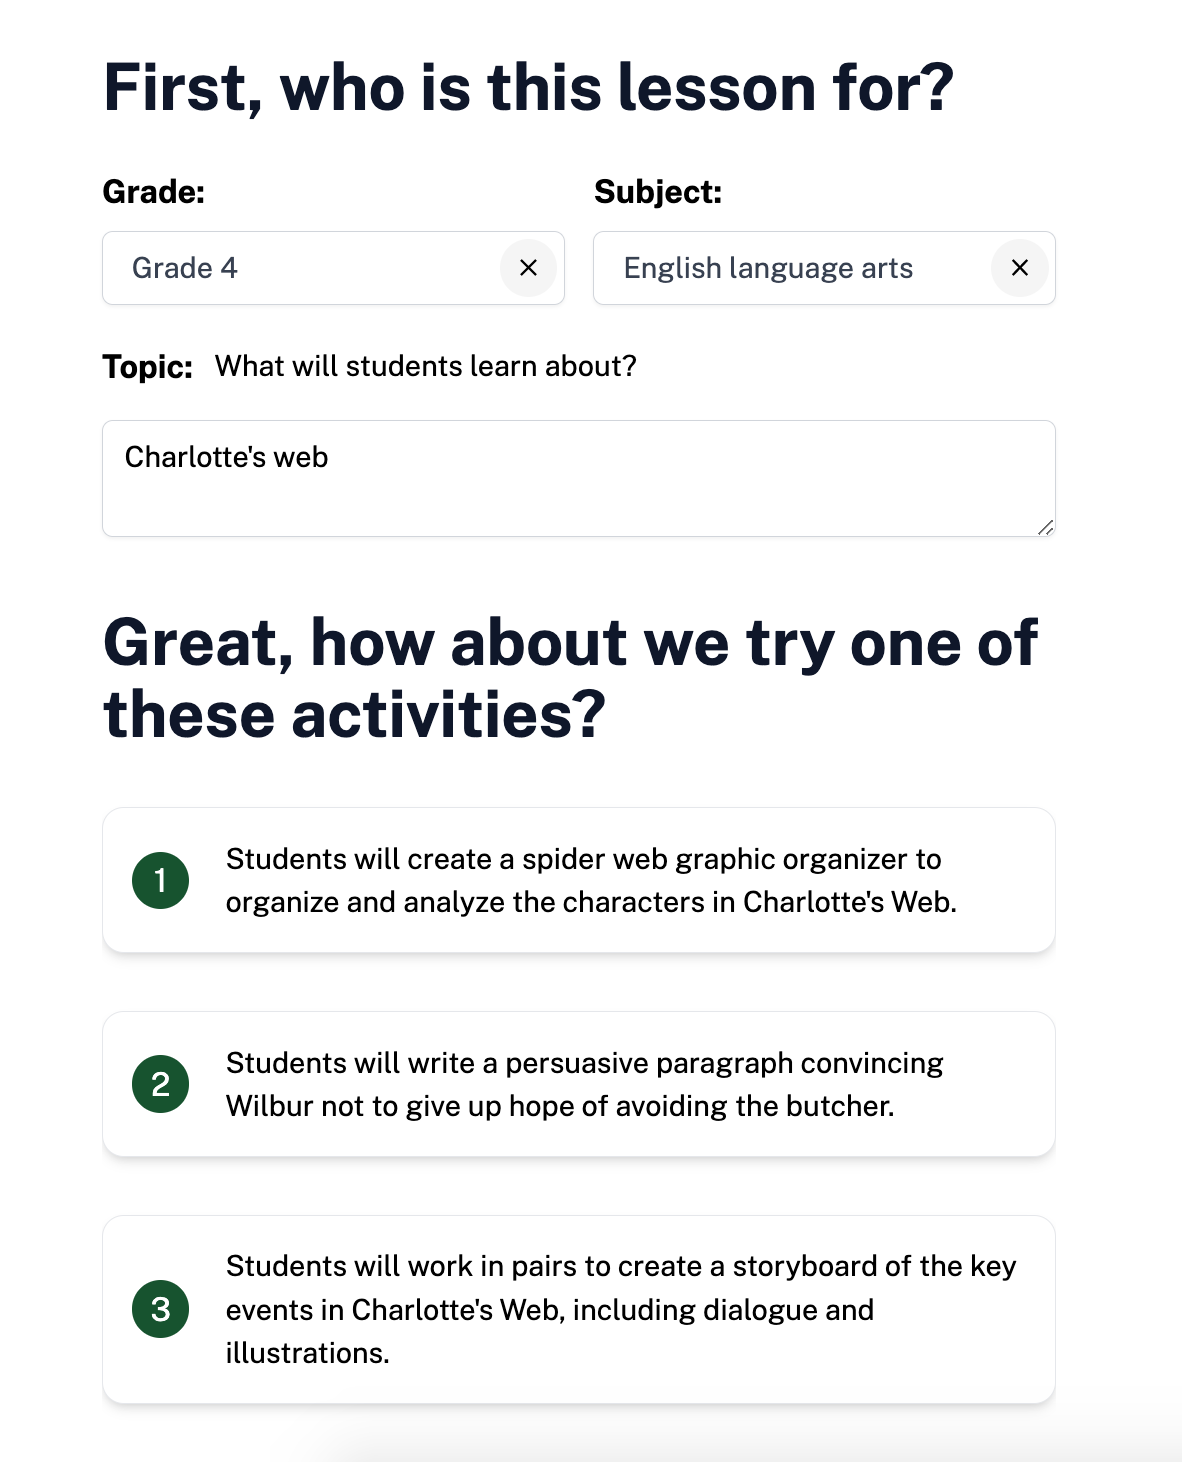 First, who is this lesson for?
Grade:
Subject:
Grade 4
English language arts
Topic: What will students learn about?
Charlotte's web
Great, how about we try one of
these activities?
1
Students will create a spider web graphic organizer to
organize and analyze the characters in Charlotte's Web.
2
Students will write a persuasive paragraph convincing
Wilbur not to give up hope of avoiding the butcher.
3
Students will work in pairs to create a storyboard of the key
events in Charlotte's Web, including dialogue and
illustrations.